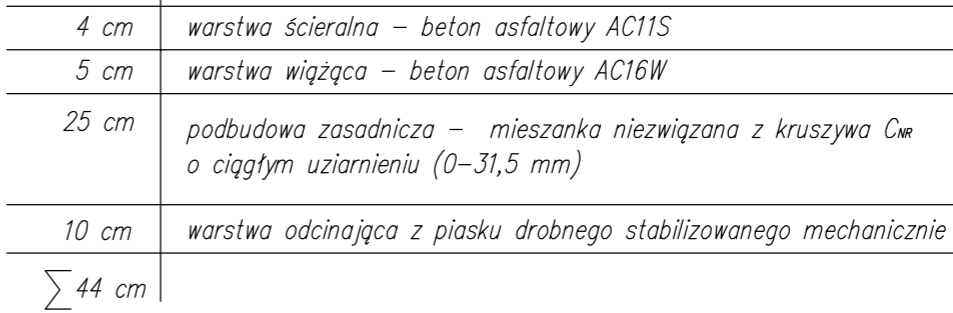 4 cm warstwa ścieralna – beton asfaltowy AC11S
5 cm warstwa wiążąca – beton asfaltowy AC16W
25 cm podbudowa zasadnicza – mieszanka niezwiązana z kruszywa CNR
o ciągłym uziarnieniu (0–31,5 mm)
10 cm warstwa odcinająca z piasku drobnego stabilizowanego mechanicznie
∑ 44 cm